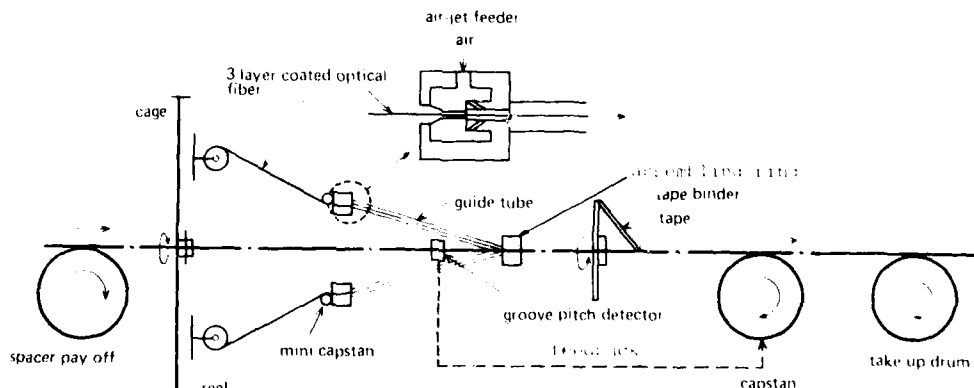 air-jet feeder
air
3 layer coated optical
fiber
cage
tape binder
tape
guide tube
groove pitch detector
mini capstan
spacer pay off
take up drum
capstan
reel